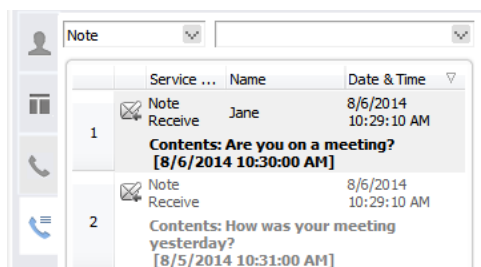 Note
Service ... Name Date & Time
1
Note Receive Jane 8/6/2014 10:29:10 AM
Contents: Are you on a meeting?
[8/6/2014 10:30:00 AM]
2
Note Receive 8/6/2014 10:29:10 AM
Contents: How was your meeting
yesterday?
[8/5/2014 10:31:00 AM]